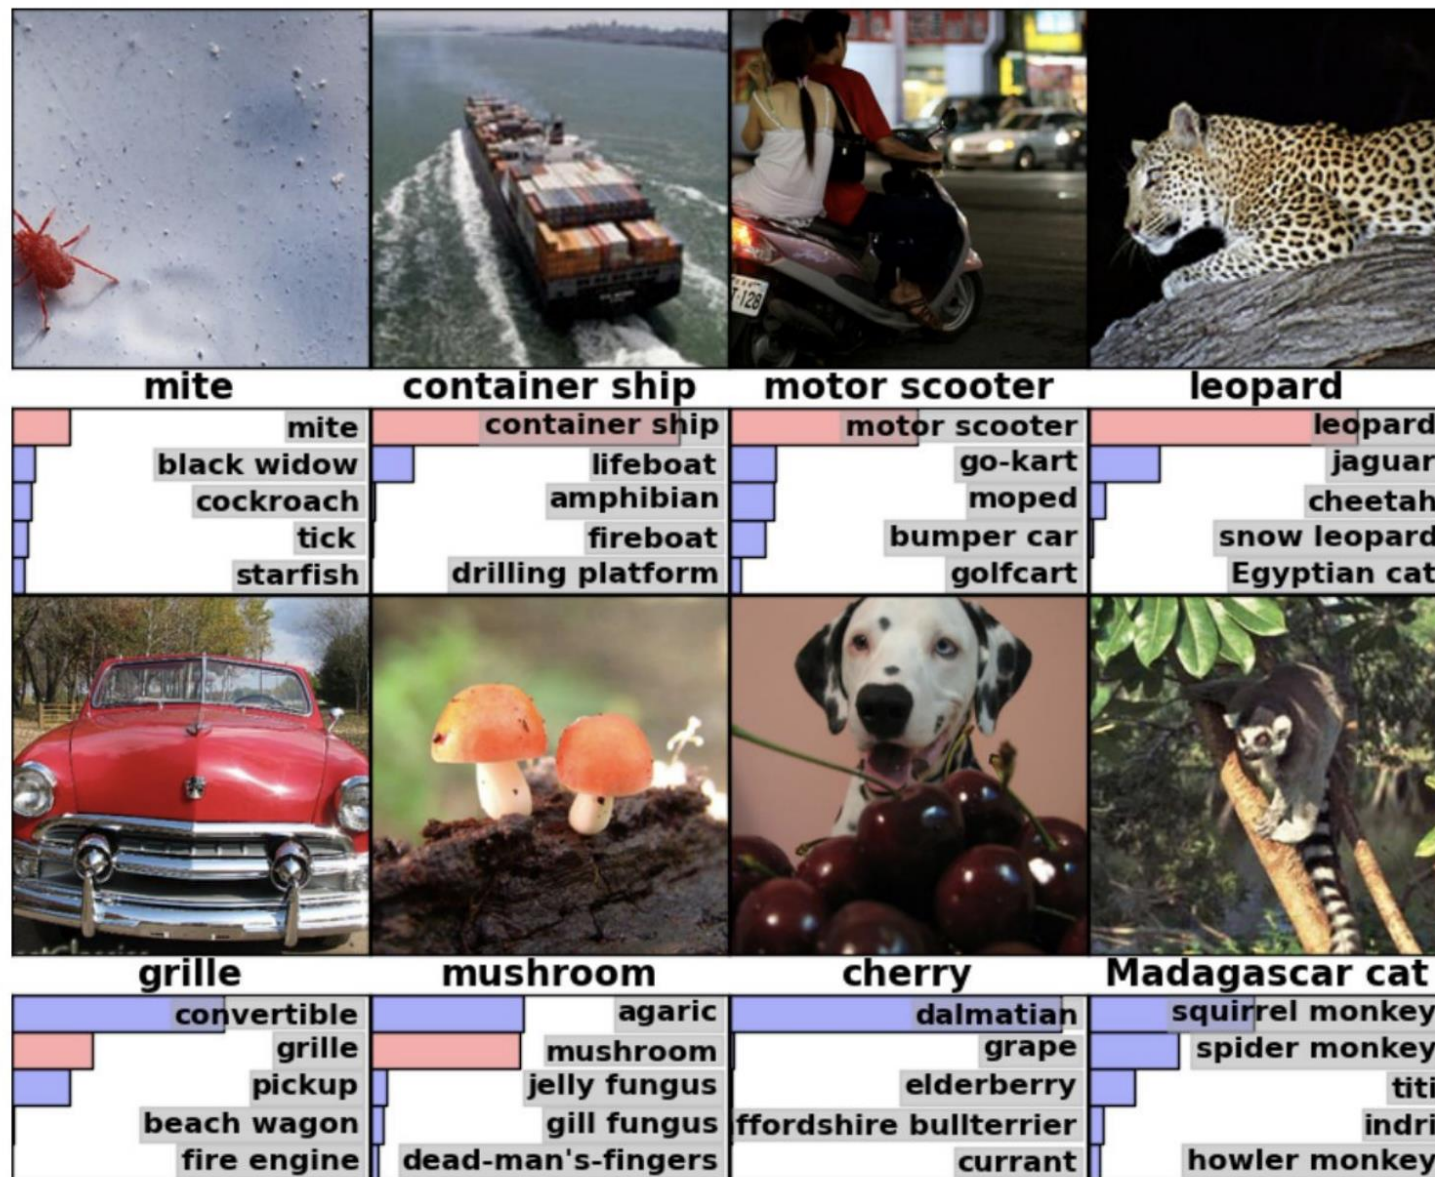 T-128
mite
container ship
motor scooter
leopard
mite
black widow
cockroach
tick
starfish
container ship
lifeboat
amphibian
fireboat
drilling platform
motor scooter
go-kart
moped
bumper car
golfcart
leopard
jaguar
cheetah
snow leopard
Egyptian cat
grille
mushroom
cherry
Madagascar cat
convertible
grille
pickup
beach wagon
fire engine
agaric
mushroom
jelly fungus
gill fungus
dead-man's-fingers
dalmatian
grape
elderberry
ffordshire bullterrier
currant
squirrel monkey
spider monkey
titi
indri
howler monkey